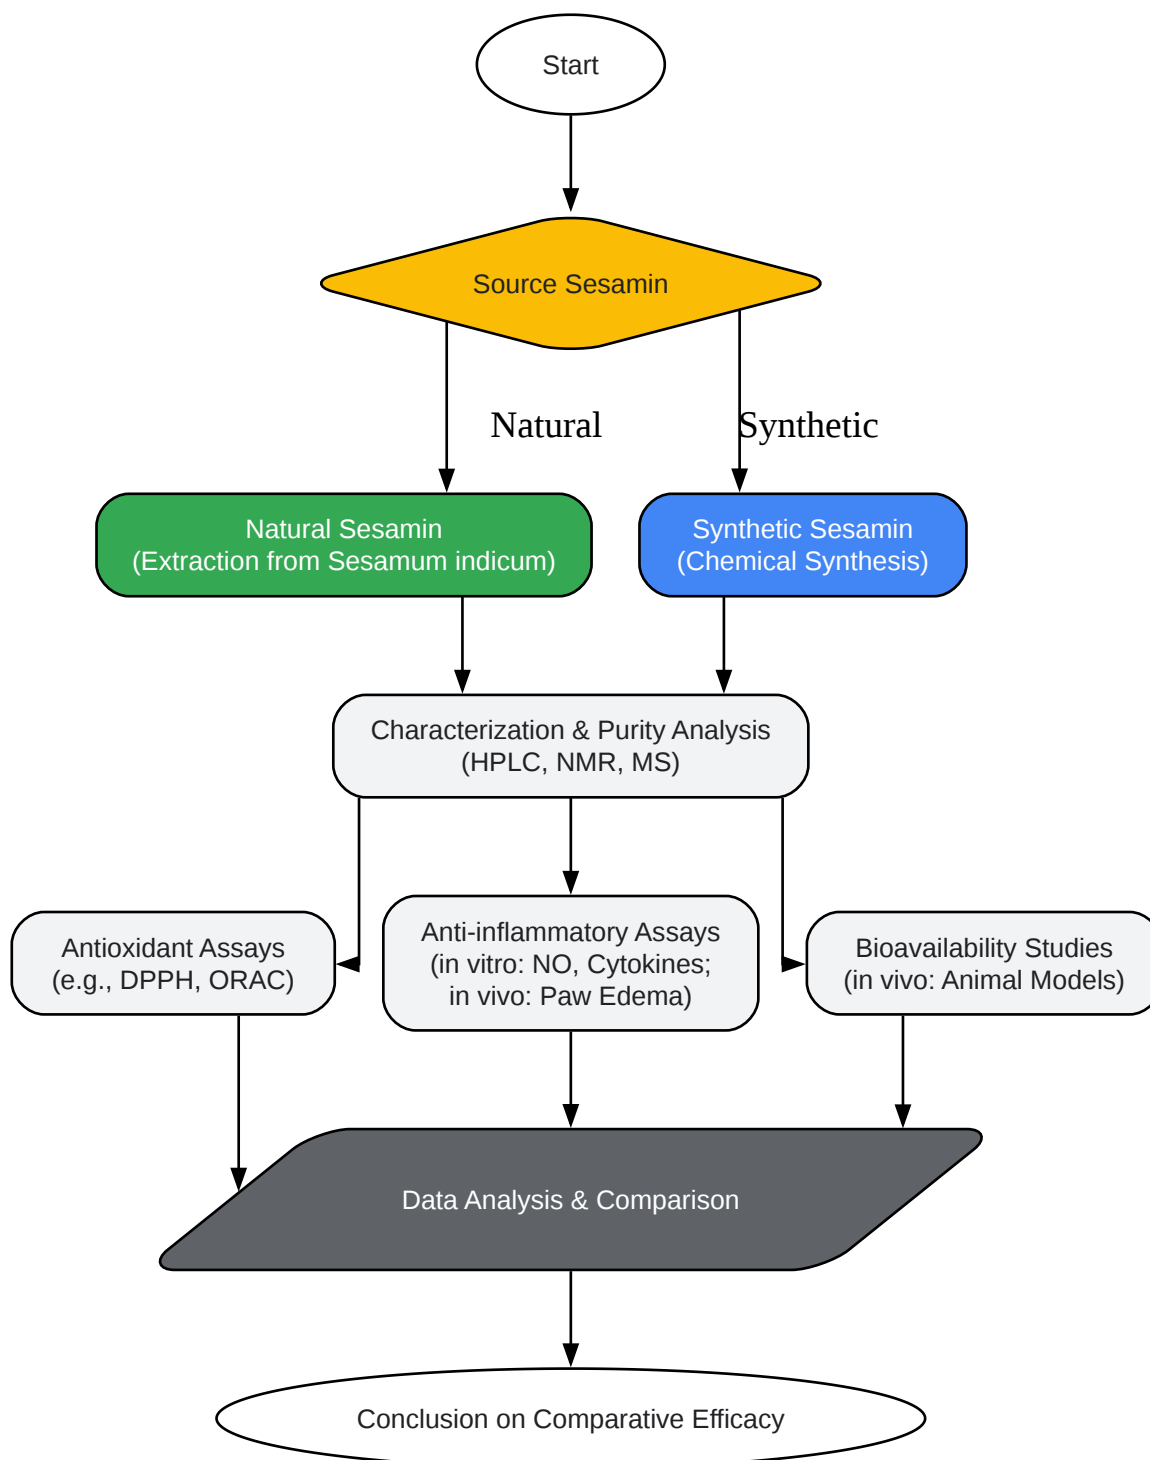 Start
Source Sesamin
Natural
Synthetic
Natural Sesamin
(Extraction from Sesamum indicum)
Synthetic Sesamin
(Chemical Synthesis)
Characterization & Purity Analysis
(HPLC, NMR, MS)
Antioxidant Assays
(e.g., DPPH, ORAC)
Anti-inflammatory Assays
(in vitro: NO, Cytokines;
in vivo: Paw Edema)
Bioavailability Studies
(in vivo: Animal Models)
Data Analysis & Comparison
Conclusion on Comparative Efficacy